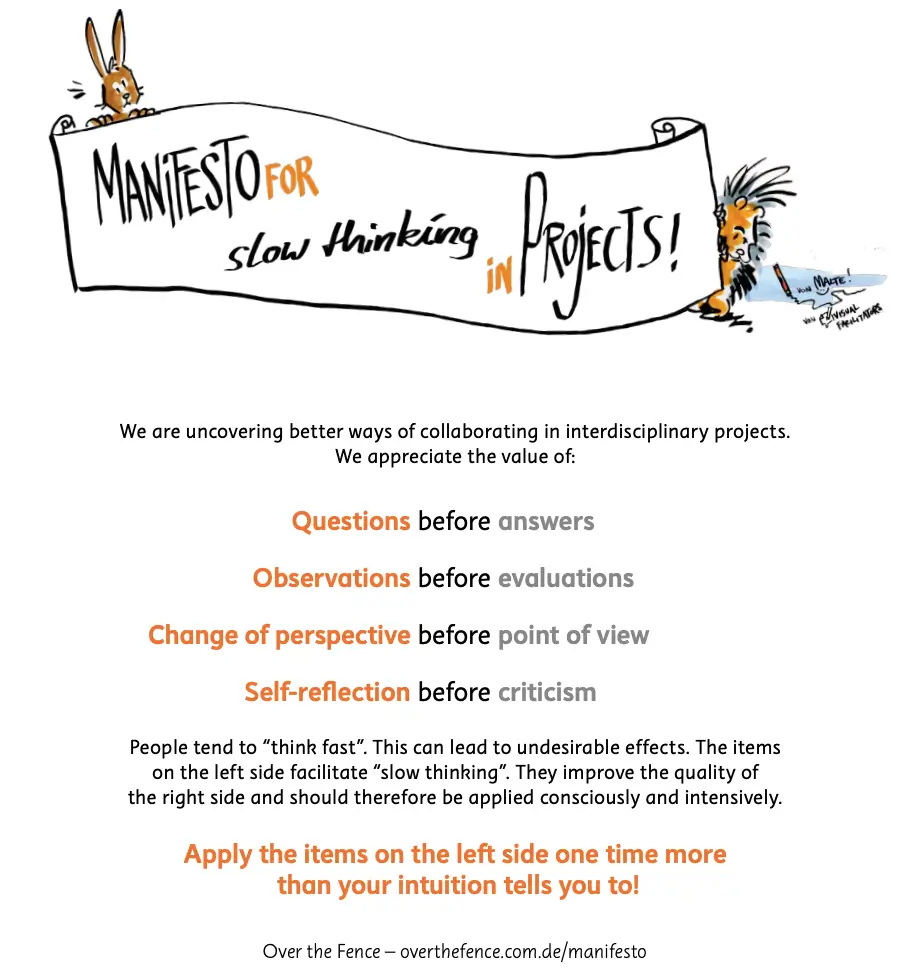 MANIFESTO FOR
slow thinking
in PROJECTS!
VON MALTE!
VON VISUAL
FACILITATORS
We are uncovering better ways of collaborating in interdisciplinary projects.
We appreciate the value of:
Questions before answers
Observations before evaluations
Change of perspective before point of view
Self-reflection before criticism
People tend to “think fast”. This can lead to undesirable effects. The items
on the left side facilitate “slow thinking”. They improve the quality of
the right side and should therefore be applied consciously and intensively.
Apply the items on the left side one time more
than your intuition tells you to!
Over the Fence – overthefence.com.de/manifesto